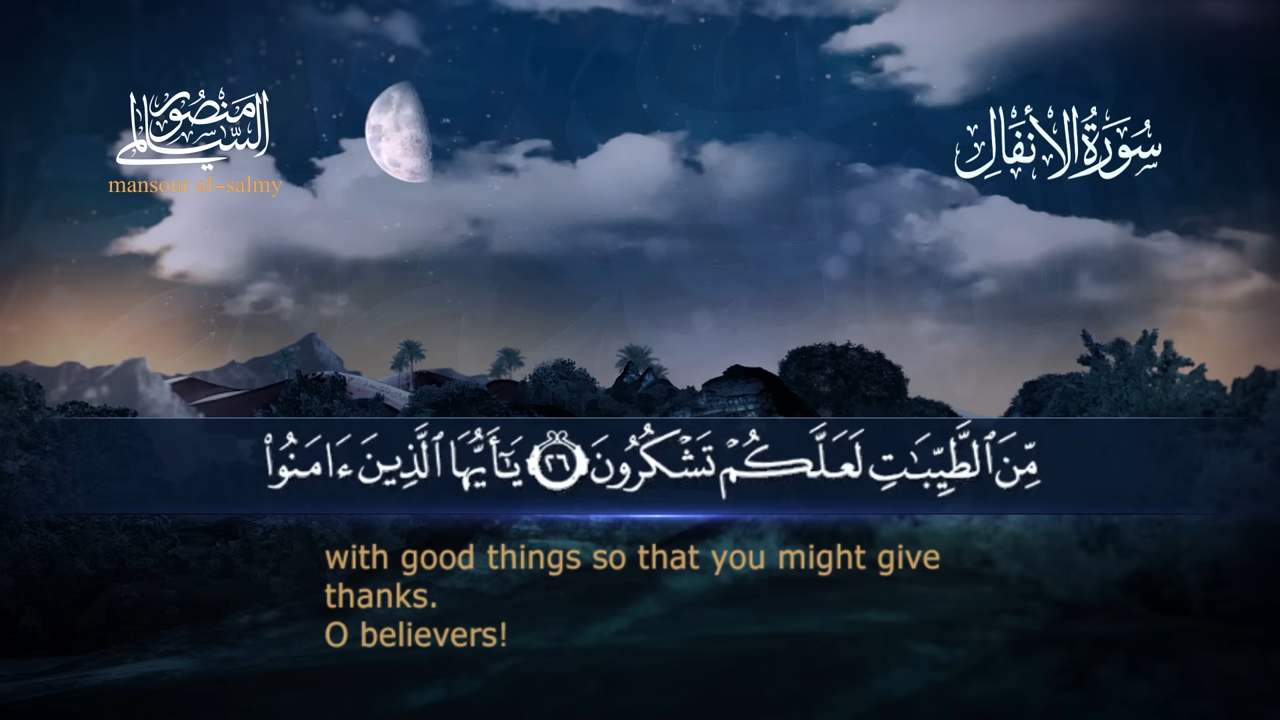 منصور
السالمي
mansour al-salmy
سُورَةُ الأَنفَالِ
مِّنَ ٱلطَّيِّبَـٰتِ لَعَلَّكُمْ تَشْكُرُونَ ٢٦ يَـٰٓأَيُّهَا ٱلَّذِينَ ءَامَنُوا۟
with good things so that you might give
thanks.
O believers!